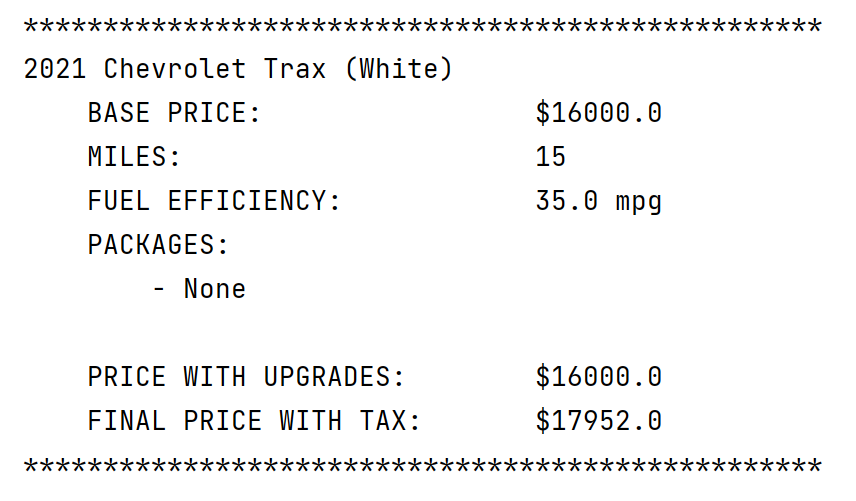 **************************************************
2021 Chevrolet Trax (White)
    BASE PRICE:                 $16000.0
    MILES:                      15
    FUEL EFFICIENCY:            35.0 mpg
    PACKAGES:
        - None

    PRICE WITH UPGRADES:        $16000.0
    FINAL PRICE WITH TAX:       $17952.0
**************************************************